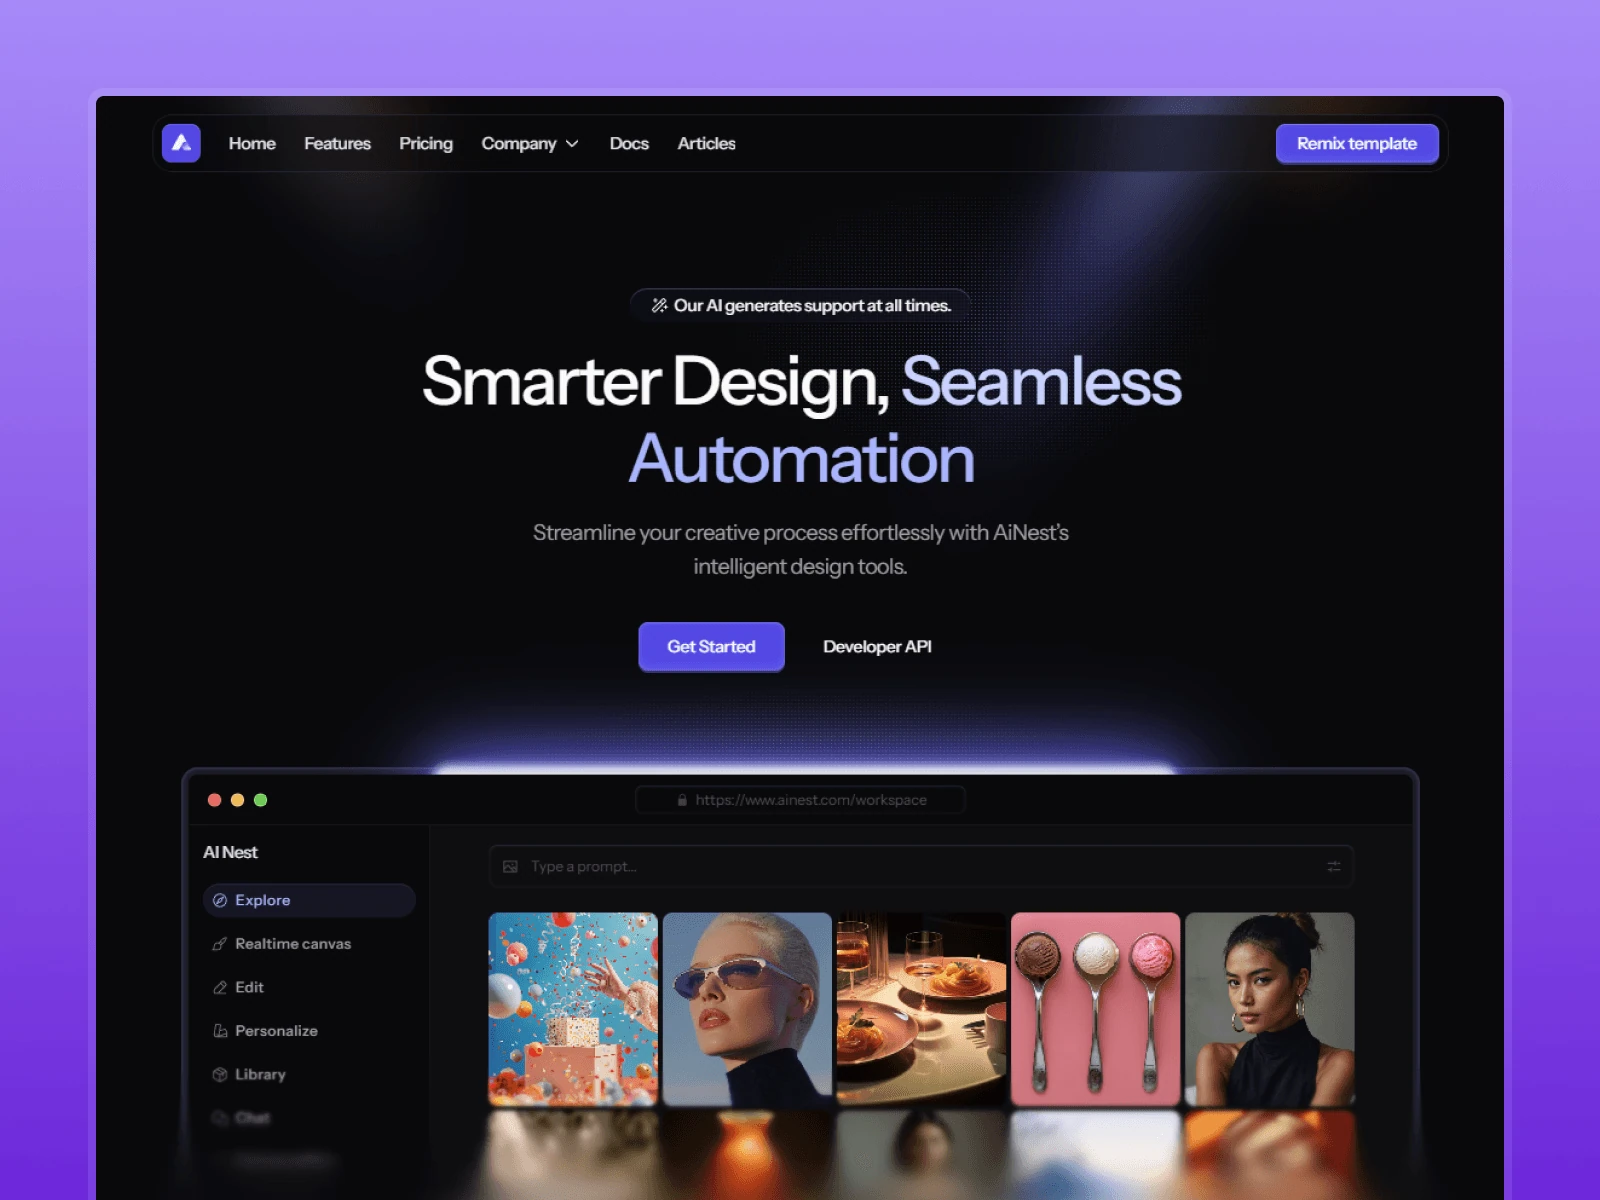 Home Features Pricing Company Docs Articles Remix template
Our AI generates support at all times.
Smarter Design, Seamless
Automation
Streamline your creative process effortlessly with AiNest’s
intelligent design tools.
Get Started Developer API
https://www.ainest.com/workspace
AI Nest
Type a prompt...
Explore
Realtime canvas
Edit
Personalize
Library
Chat